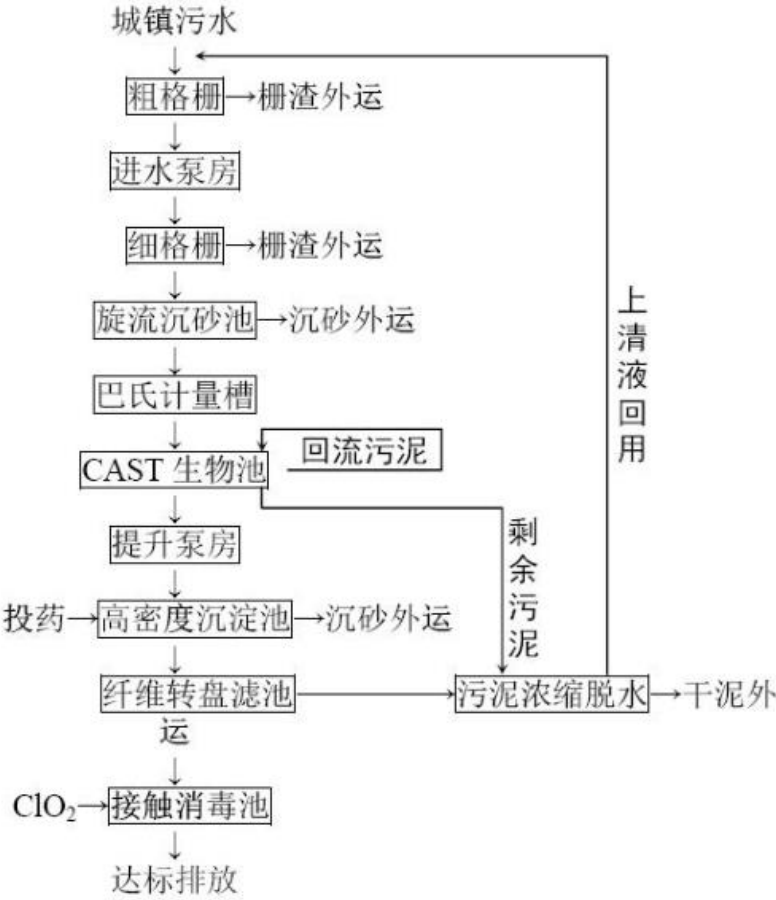 城镇污水
粗格栅→栅渣外运
进水泵房
细格栅→栅渣外运
旋流沉砂池→沉砂外运
巴氏计量槽
CAST 生物池
回流污泥
提升泵房
投药→高密度沉淀池→沉砂外运
纤维转盘滤池→污泥浓缩脱水→干泥外
运
ClO₂→接触消毒池
达标排放
剩余污泥
上清液回用